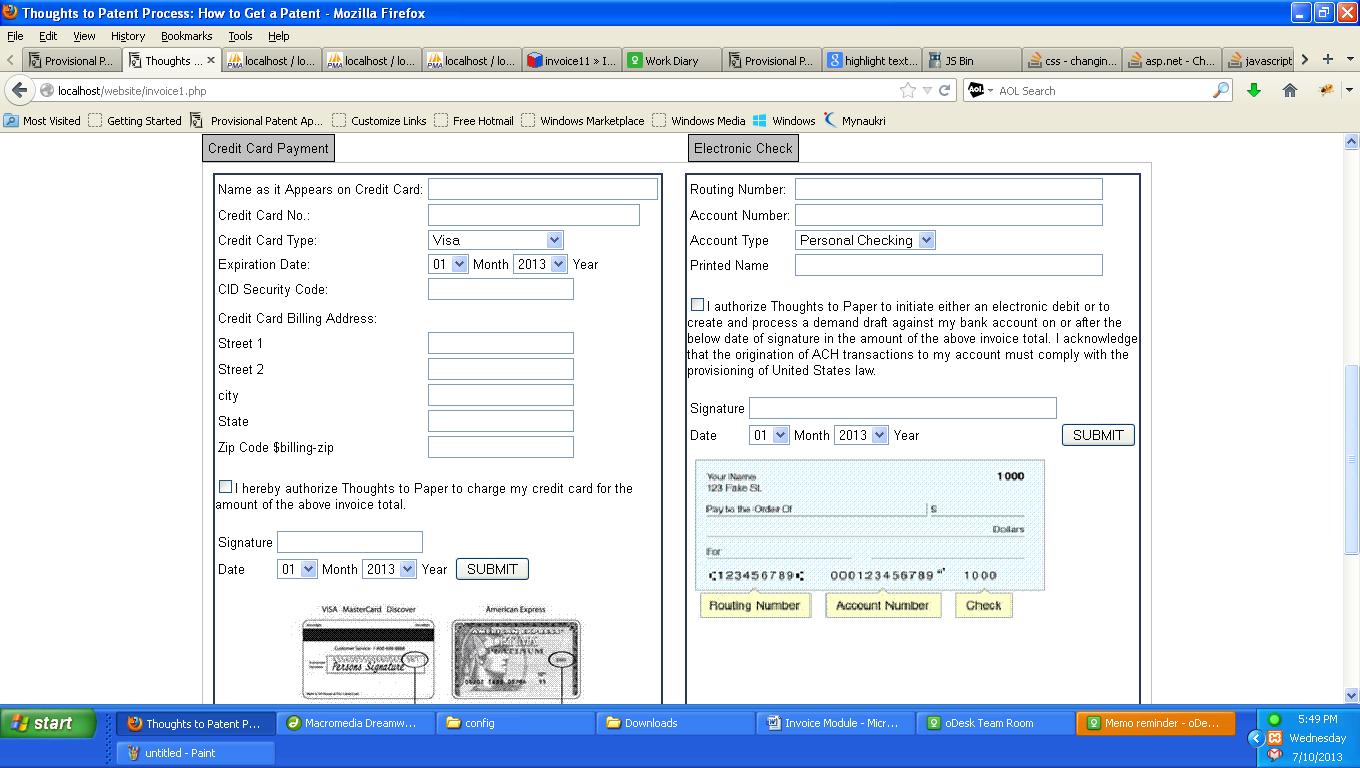 Thoughts to Patent Process: How to Get a Patent - Mozilla Firefox
File Edit View History Bookmarks Tools Help
Provisional P... Thoughts ... localhost / lo... localhost / lo... localhost / lo... invoice11 » I... Work Diary Provisional P... highlight text... JS Bin css - changin... asp.net - Ch... javascript
localhost/website/invoice1.php AOL Search
Most Visited Getting Started Provisional Patent Ap... Customize Links Free Hotmail Windows Marketplace Windows Media Windows Mynaukri
Credit Card Payment
Name as it Appears on Credit Card:
Credit Card No.:
Credit Card Type: Visa
Expiration Date: 01 Month 2013 Year
CID Security Code:
Credit Card Billing Address:
Street 1
Street 2
city
State
Zip Code $billing-zip
I hereby authorize Thoughts to Paper to charge my credit card for the
amount of the above invoice total.
Signature
Date 01 Month 2013 Year SUBMIT
VISA MasterCard Discover American Express
Customer Service 1 800
Persons Signature
AMERICAN EXPRESS
PLATINUM
Electronic Check
Routing Number:
Account Number:
Account Type Personal Checking
Printed Name
I authorize Thoughts to Paper to initiate either an electronic debit or to
create and process a demand draft against my bank account on or after the
below date of signature in the amount of the above invoice total. I acknowledge
that the origination of ACH transactions to my account must comply with the
provisioning of United States law.
Signature
Date 01 Month 2013 Year SUBMIT
Your Name 1000
123 Fake St.
Pay to the Order Of $
Dollars
For
123456789 000123456789 1000
Routing Number Account Number Check
start Thoughts to Patent P... Macromedia Dreamw... config Downloads Invoice Module - Micr... oDesk Team Room Memo reminder - oDe... 5:49 PM
Wednesday
untitled - Paint 7/10/2013